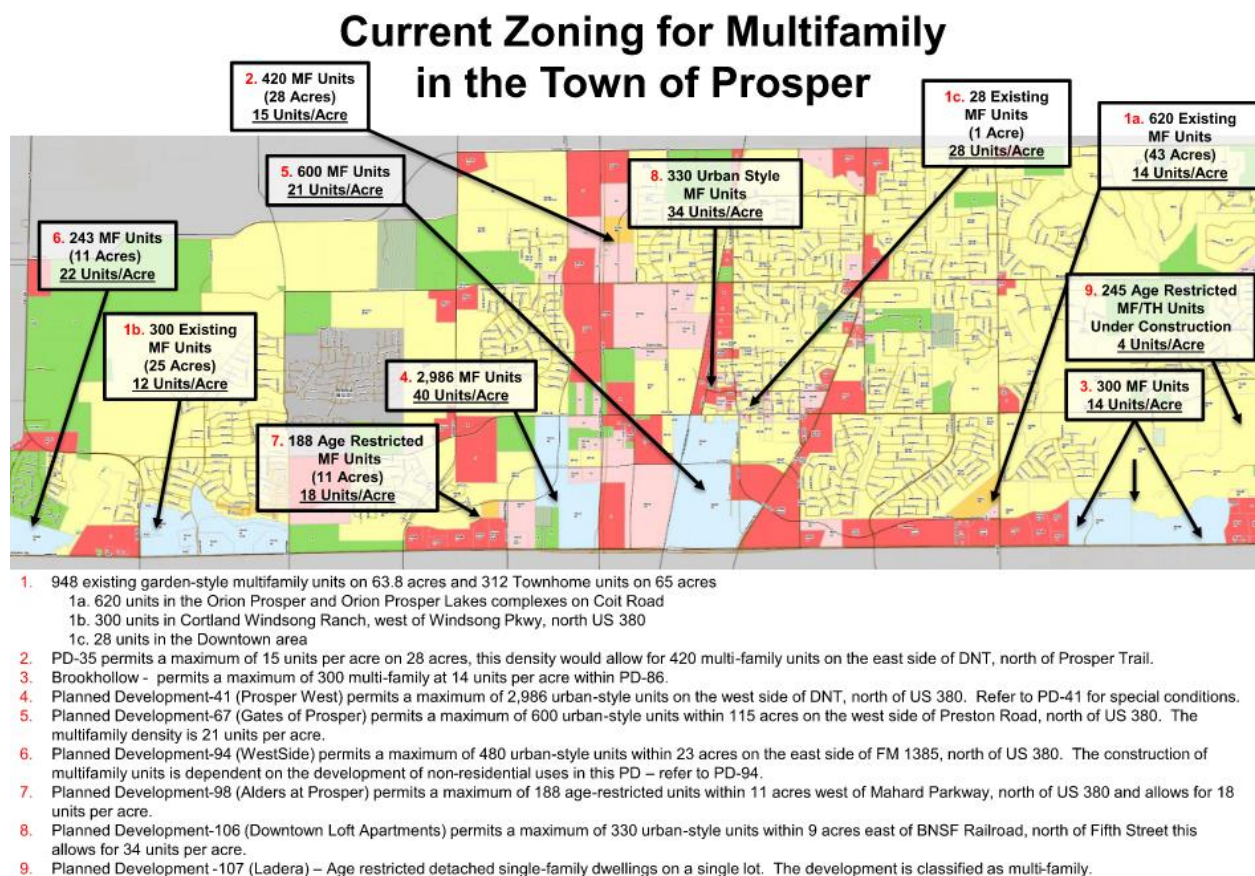 Current Zoning for Multifamily
in the Town of Prosper
2. 420 MF Units
(28 Acres)
15 Units/Acre
1c. 28 Existing
MF Units
(1 Acre)
28 Units/Acre
1a. 620 Existing
MF Units
(43 Acres)
14 Units/Acre
5. 600 MF Units
21 Units/Acre
8. 330 Urban Style
MF Units
34 Units/Acre
6. 243 MF Units
(11 Acres)
22 Units/Acre
9. 245 Age Restricted
MF/TH Units
Under Construction
4 Units/Acre
1b. 300 Existing
MF Units
(25 Acres)
12 Units/Acre
4. 2,986 MF Units
40 Units/Acre
3. 300 MF Units
14 Units/Acre
7. 188 Age Restricted
MF Units
(11 Acres)
18 Units/Acre
1. 948 existing garden-style multifamily units on 63.8 acres and 312 Townhome units on 65 acres
1a. 620 units in the Orion Prosper and Orion Prosper Lakes complexes on Coit Road
1b. 300 units in Cortland Windsong Ranch, west of Windsong Pkwy, north US 380
1c. 28 units in the Downtown area
2. PD-35 permits a maximum of 15 units per acre on 28 acres, this density would allow for 420 multi-family units on the east side of DNT, north of Prosper Trail.
3. Brookhollow - permits a maximum of 300 multi-family at 14 units per acre within PD-86.
4. Planned Development-41 (Prosper West) permits a maximum of 2,986 urban-style units on the west side of DNT, north of US 380. Refer to PD-41 for special conditions.
5. Planned Development-67 (Gates of Prosper) permits a maximum of 600 urban-style units within 115 acres on the west side of Preston Road, north of US 380. The
multifamily density is 21 units per acre.
6. Planned Development-94 (WestSide) permits a maximum of 480 urban-style units within 23 acres on the east side of FM 1385, north of US 380. The construction of
multifamily units is dependent on the development of non-residential uses in this PD – refer to PD-94.
7. Planned Development-98 (Alders at Prosper) permits a maximum of 188 age-restricted units within 11 acres west of Mahard Parkway, north of US 380 and allows for 18
units per acre.
8. Planned Development-106 (Downtown Loft Apartments) permits a maximum of 330 urban-style units within 9 acres east of BNSF Railroad, north of Fifth Street this
allows for 34 units per acre.
9. Planned Development -107 (Ladera) – Age restricted detached single-family dwellings on a single lot. The development is classified as multi-family.